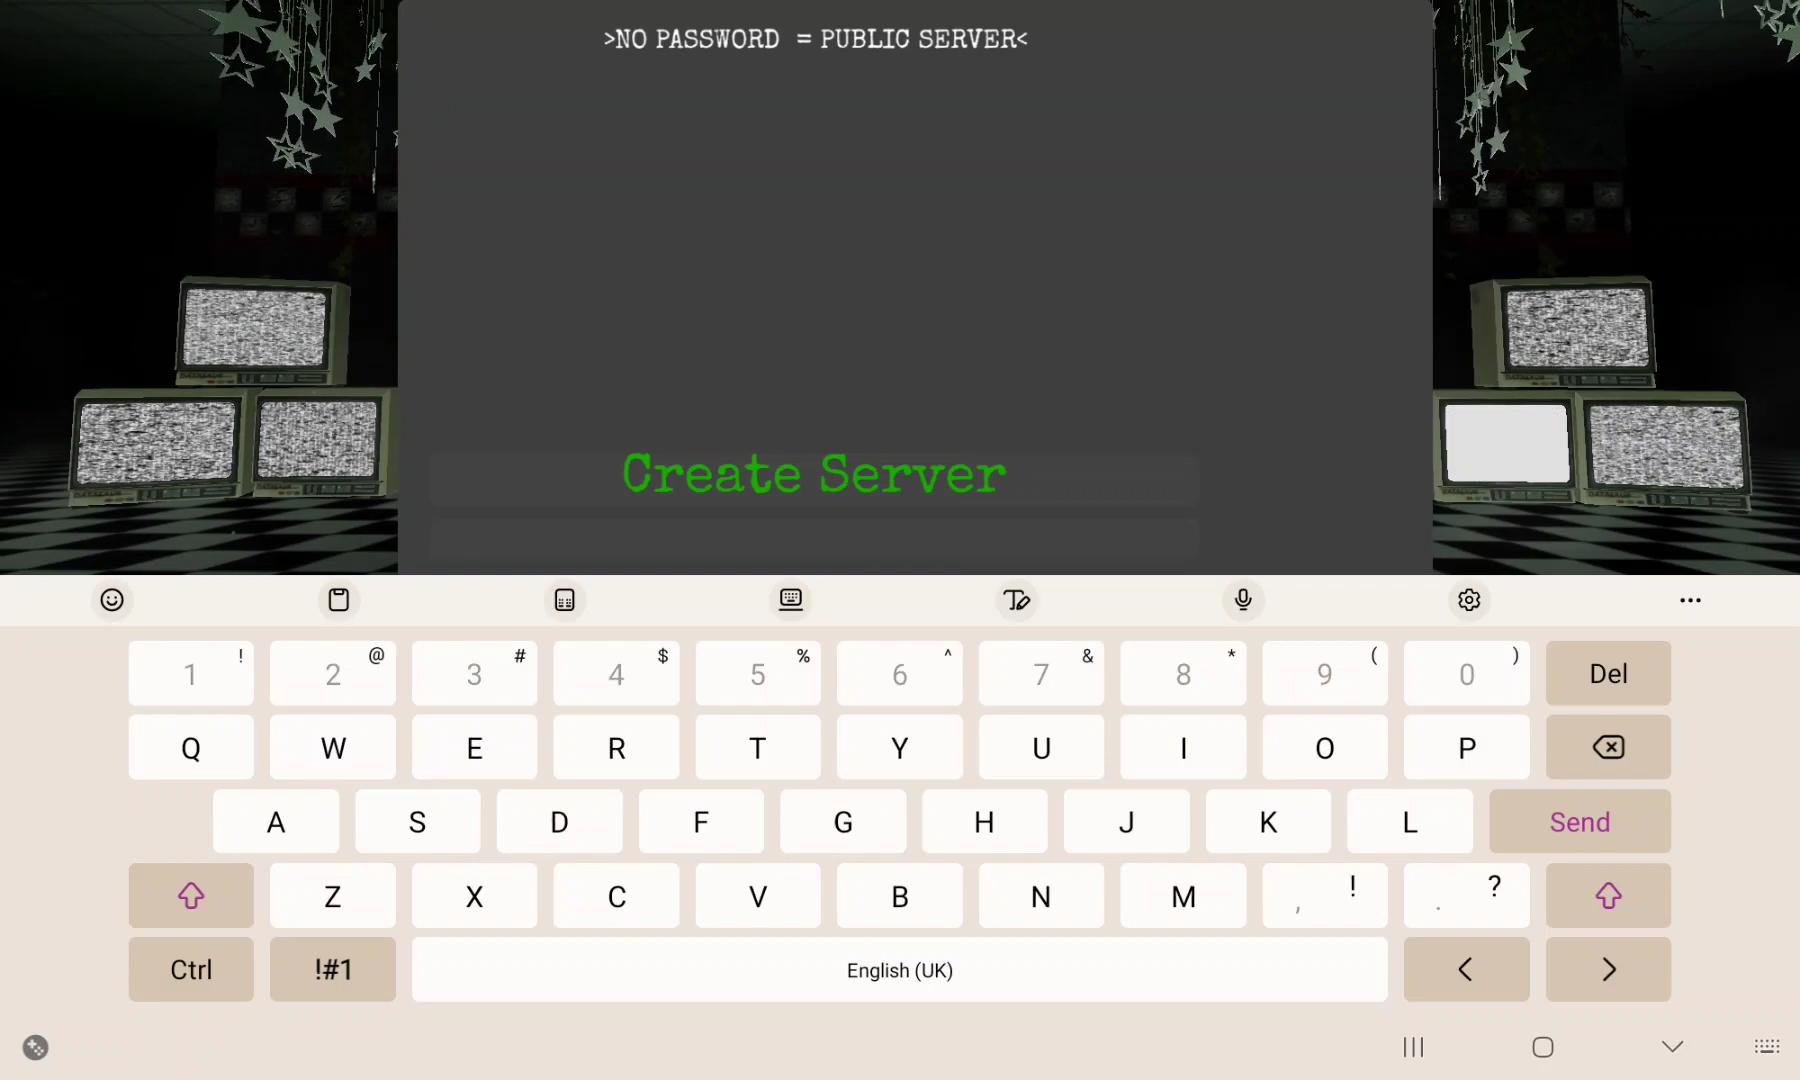 >NO PASSWORD = PUBLIC SERVER<
Create Server
1 ! 2 @ 3 # 4 $ 5 % 6 ^ 7 & 8 * 9 ( 0 ) Del
Q W E R T Y U I O P
A S D F G H J K L Send
Z X C V B N M , ! . ?
Ctrl !#1 English (UK) < >